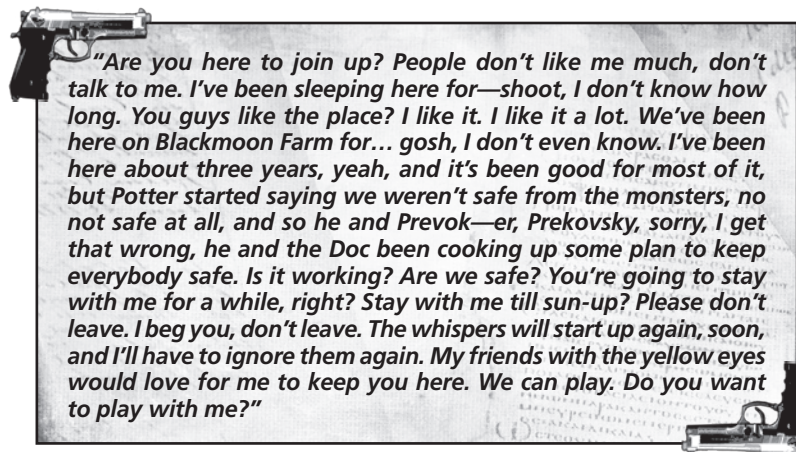 “Are you here to join up? People don’t like me much, don’t
talk to me. I’ve been sleeping here for—shoot, I don’t know how
long. You guys like the place? I like it. I like it a lot. We’ve been
here on Blackmoon Farm for… gosh, I don’t even know. I’ve been
here about three years, yeah, and it’s been good for most of it,
but Potter started saying we weren’t safe from the monsters, no
not safe at all, and so he and Prevok—er, Prekovsky, sorry, I get
that wrong, he and the Doc been cooking up some plan to keep
everybody safe. Is it working? Are we safe? You’re going to stay
with me for a while, right? Stay with me till sun-up? Please don’t
leave. I beg you, don’t leave. The whispers will start up again, soon,
and I’ll have to ignore them again. My friends with the yellow eyes
would love for me to keep you here. We can play. Do you want
to play with me?”